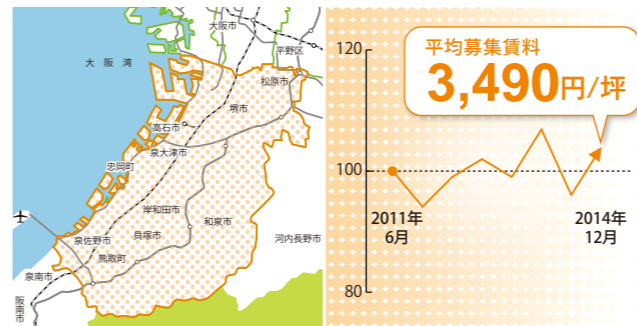 大阪市
平野区
大阪湾
松原市
堺市
高石市
泉大津市
忠岡町
岸和田市
和泉市
貝塚市
泉佐野市
熊取町
河内長野市
泉南市
阪南市
120
平均募集賃料
3,490円/坪
100
2011年
6月
2014年
12月
80